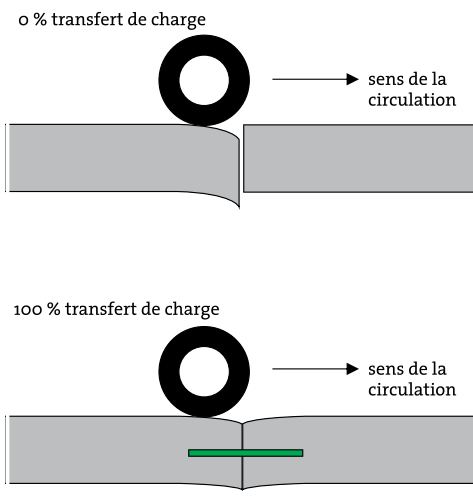 0 % transfert de charge
sens de la
circulation
100 % transfert de charge
sens de la
circulation